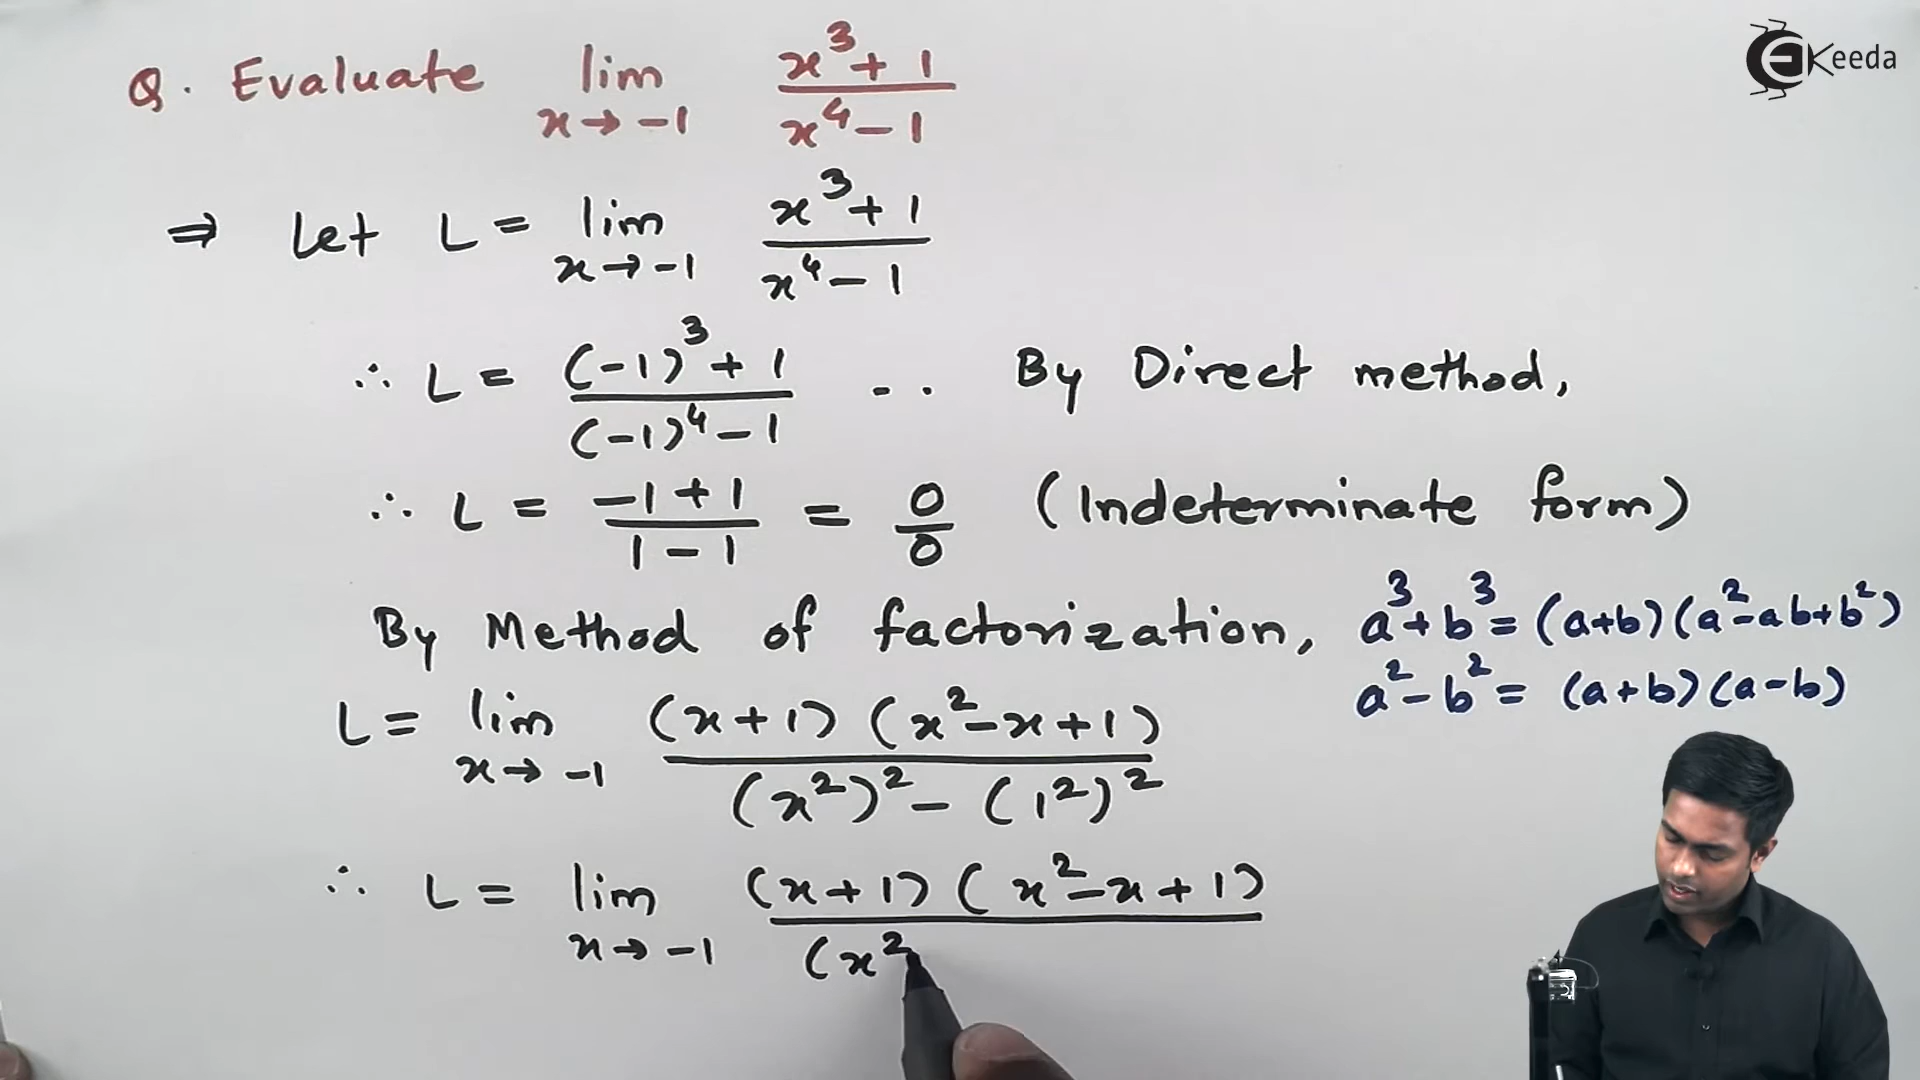 Keeda
Q. Evaluate lim x→-1 (x³+1)/(x⁴-1)
⇒ Let L = lim x→-1 (x³+1)/(x⁴-1)
∴ L = ((-1)³+1)/((-1)⁴-1) .. By Direct method,
∴ L = (-1+1)/(1-1) = 0/0 (Indeterminate form)
By Method of factorization, a³+b³=(a+b)(a²-ab+b²)
a²-b²= (a+b)(a-b)
L= lim x→-1 (x+1)(x²-x+1)/((x²)²-(1²)²)
∴ L = lim x→-1 (x+1)(x²-x+1)/(x²